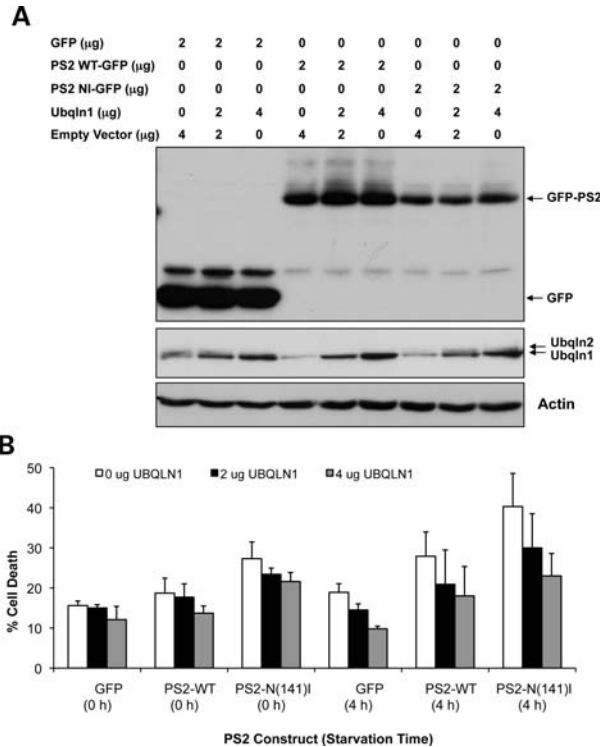 A
GFP (µg) 2 2 2 0 0 0 0 0 0
PS2 WT-GFP (µg) 0 0 0 2 2 2 0 0 0
PS2 NI-GFP (µg) 0 0 0 0 0 0 2 2 2
Ubqln1 (µg) 0 2 4 0 2 4 0 2 4
Empty Vector (µg) 4 2 0 4 2 0 4 2 0
GFP-PS2
GFP
Ubqln2
Ubqln1
Actin
B
0 ug UBQLN1 2 ug UBQLN1 4 ug UBQLN1
% Cell Death
50
40
30
20
10
0
GFP PS2-WT PS2-N(141)I GFP PS2-WT PS2-N(141)I
(0 h) (0 h) (0 h) (4 h) (4 h) (4 h)
PS2 Construct (Starvation Time)